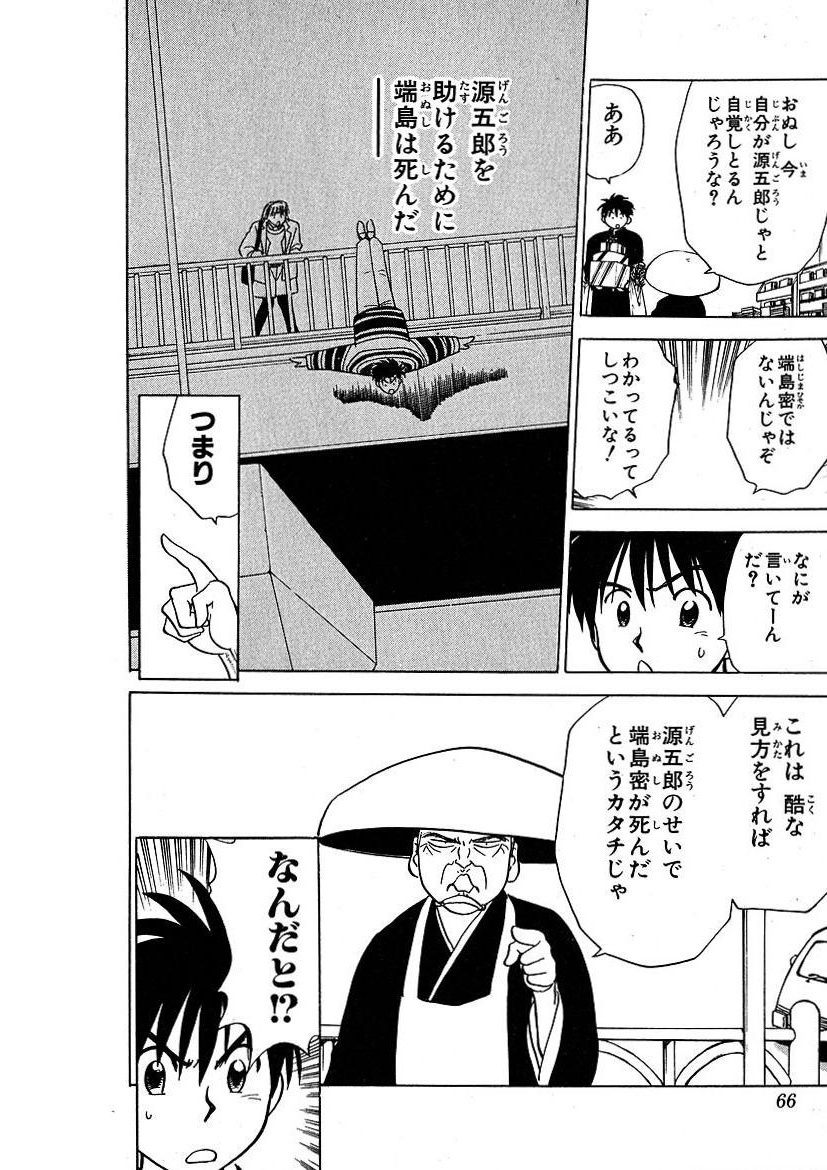 おぬし 今
自分が源五郎じゃと
自覚しとるん
じゃろうな?
ああ
端島密では
ないんじゃぞ
わかってるって
しつこいな!
なにが
言いてーん
だ?
源五郎を
助けるために
端島は死んだ
つまり
これは 酷な
見方をすれば
源五郎のせいで
端島密が死んだ
というカタチじゃ
なんだと!?
66